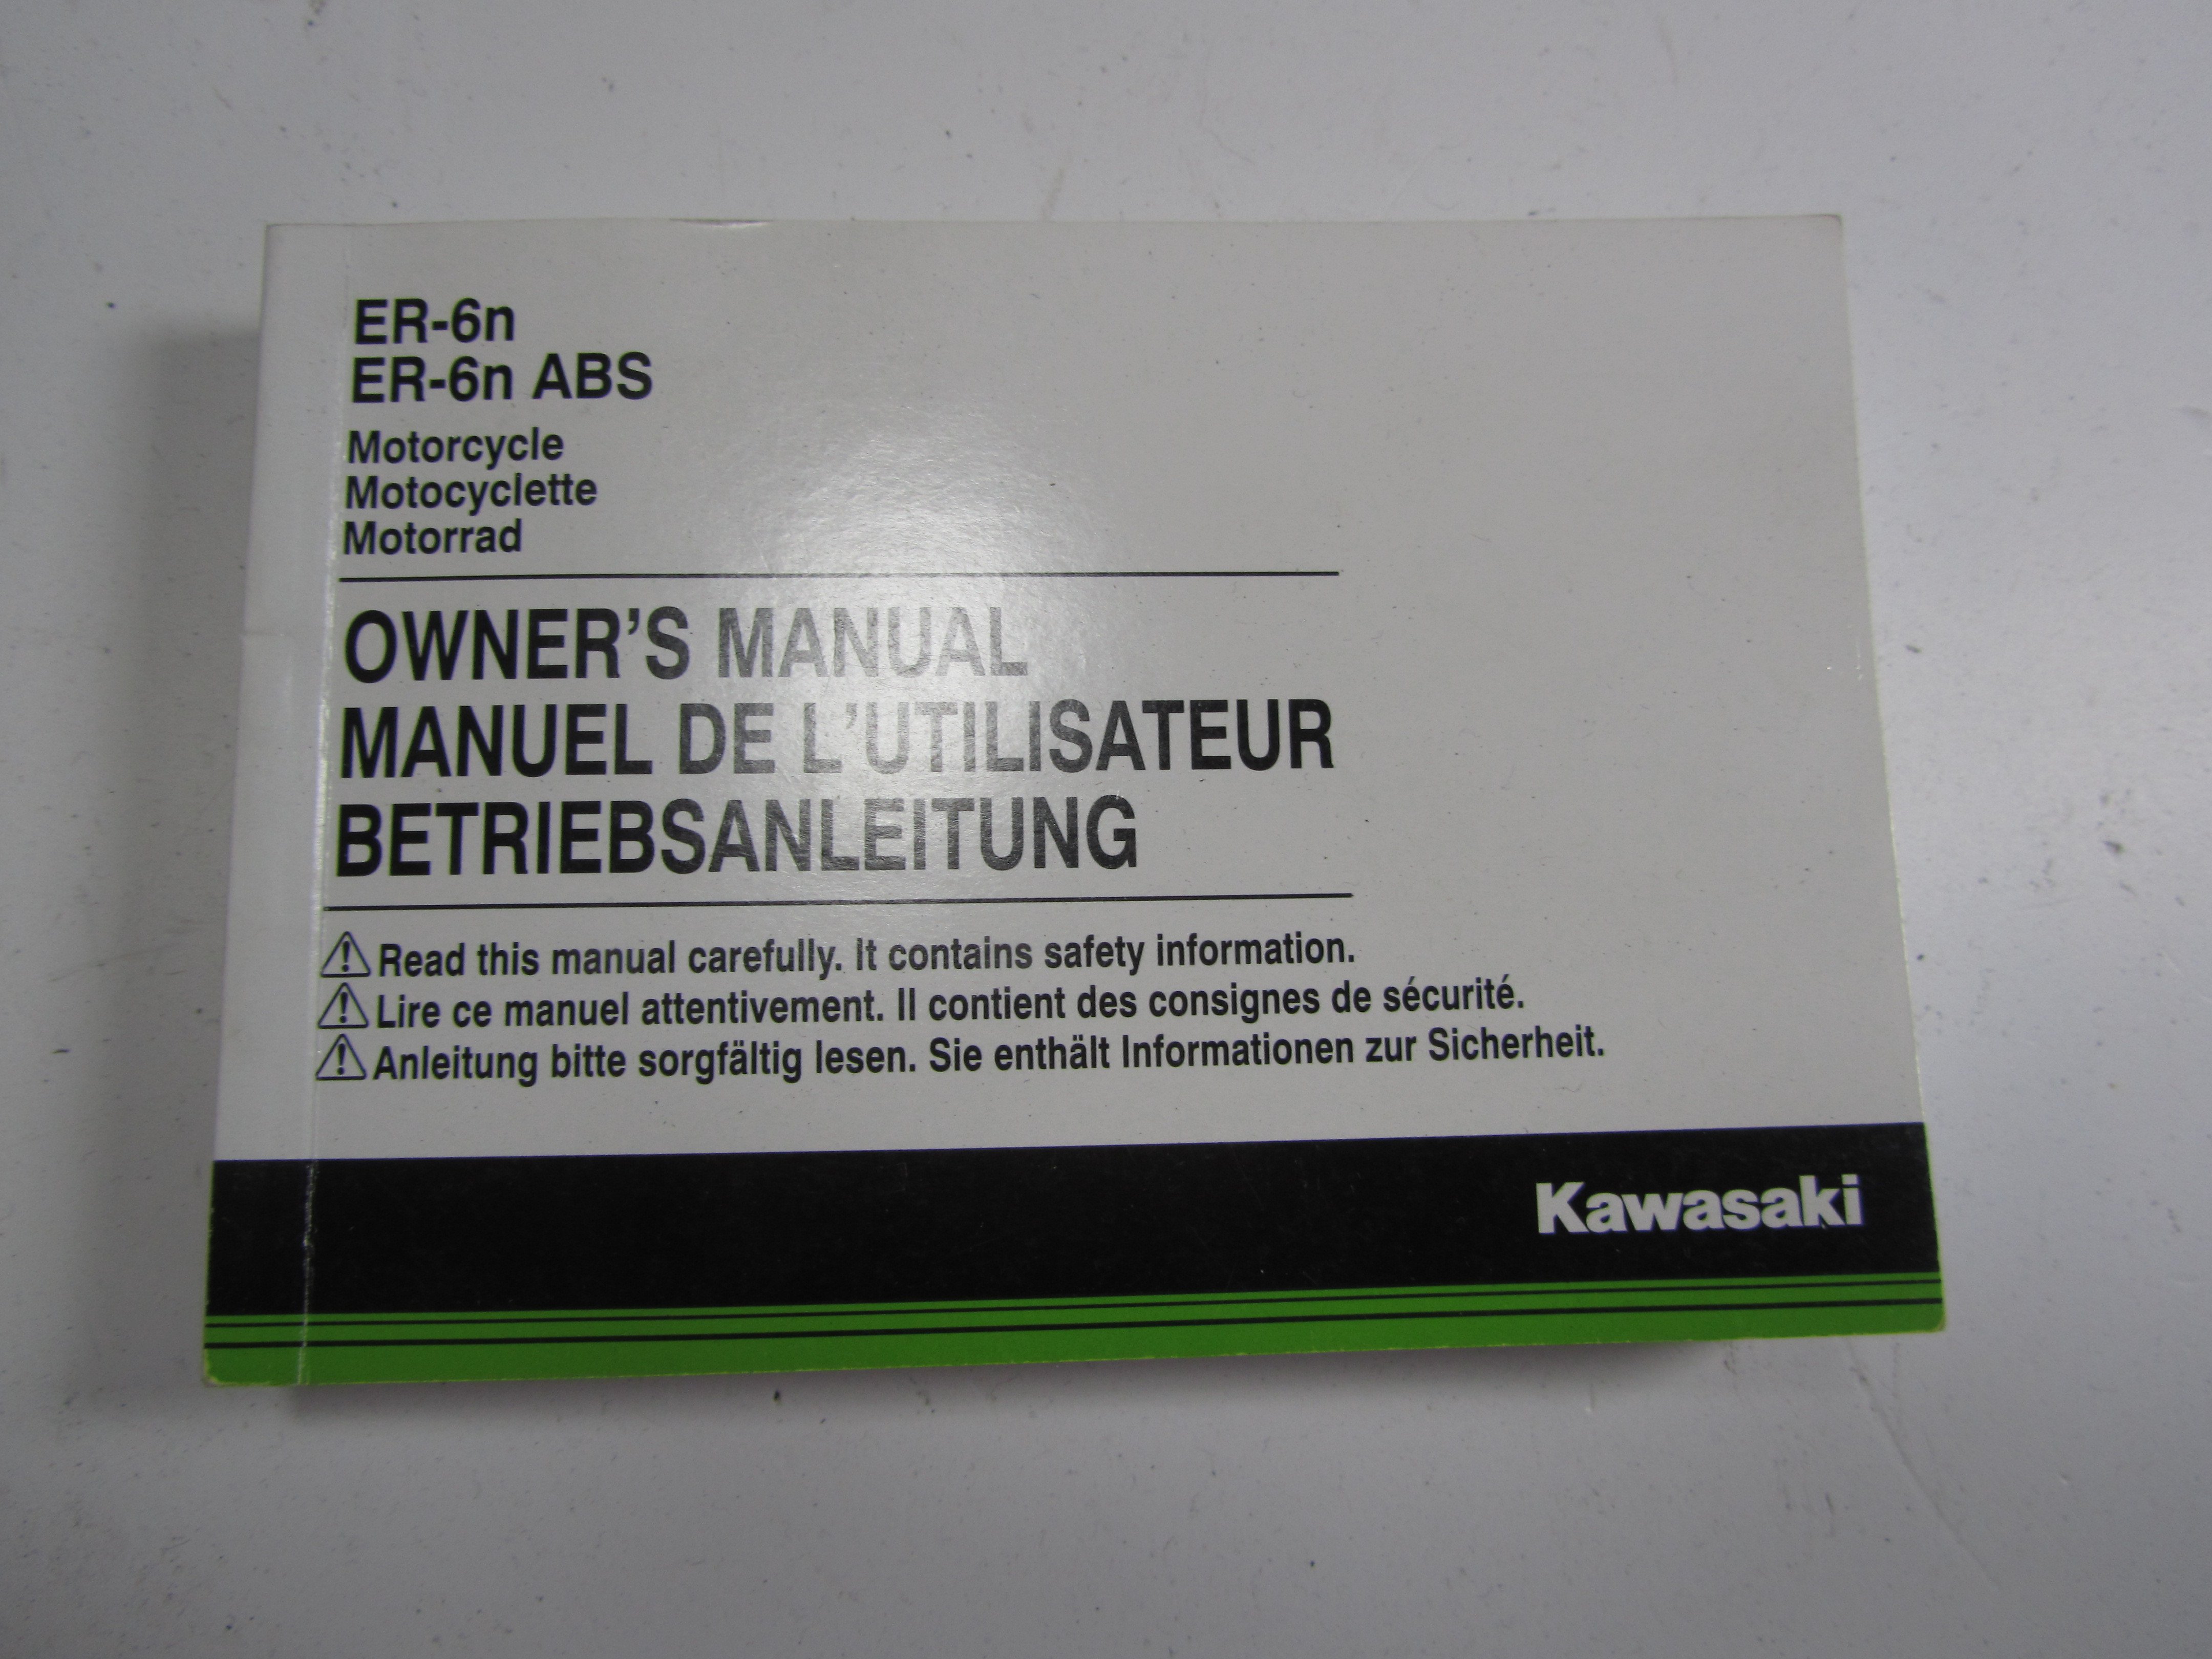 ER-6n
ER-6n ABS
Motorcycle
Motocyclette
Motorrad
OWNER'S MANUAL
MANUEL DE L'UTILISATEUR
BETRIEBSANLEITUNG
⚠Read this manual carefully. It contains safety information.
⚠Lire ce manuel attentivement. Il contient des consignes de sécurité.
⚠Anleitung bitte sorgfältig lesen. Sie enthält Informationen zur Sicherheit.
Kawasaki